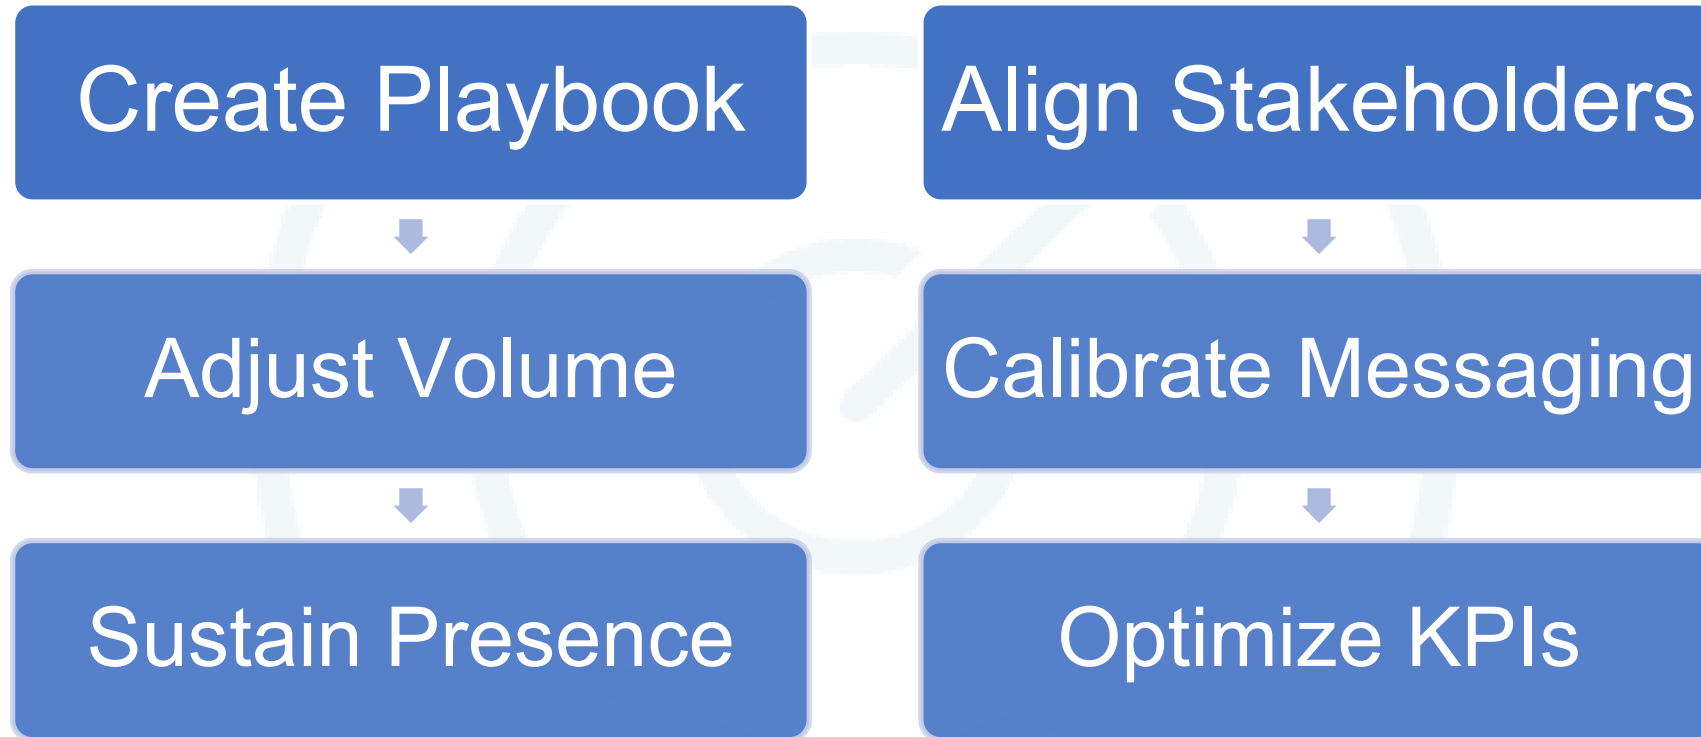 Create Playbook
Adjust Volume
Sustain Presence
Align Stakeholders
Calibrate Messaging
Optimize KPIs